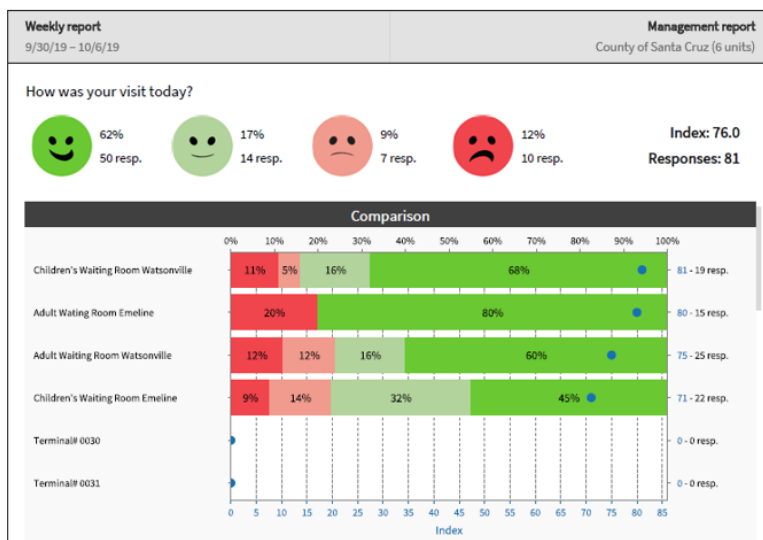 Weekly report Management report
9/30/19 – 10/6/19 County of Santa Cruz (6 units)
How was your visit today?
62% 17% 9% 12% Index: 76.0
50 resp. 14 resp. 7 resp. 10 resp. Responses: 81
Comparison
0% 10% 20% 30% 40% 50% 60% 70% 80% 90% 100%
Children's Waiting Room Watsonville 11% 5% 16% 68% 81 - 19 resp.
Adult Wating Room Emeline 20% 80% 80 - 15 resp.
Adult Waiting Room Watsonville 12% 12% 16% 60% 75 - 25 resp.
Children's Waiting Room Emeline 9% 14% 32% 45% 71 - 22 resp.
Terminal# 0030 0 - 0 resp.
Terminal# 0031 0 - 0 resp.
0 5 10 15 20 25 30 35 40 45 50 55 60 65 70 75 80 85
Index